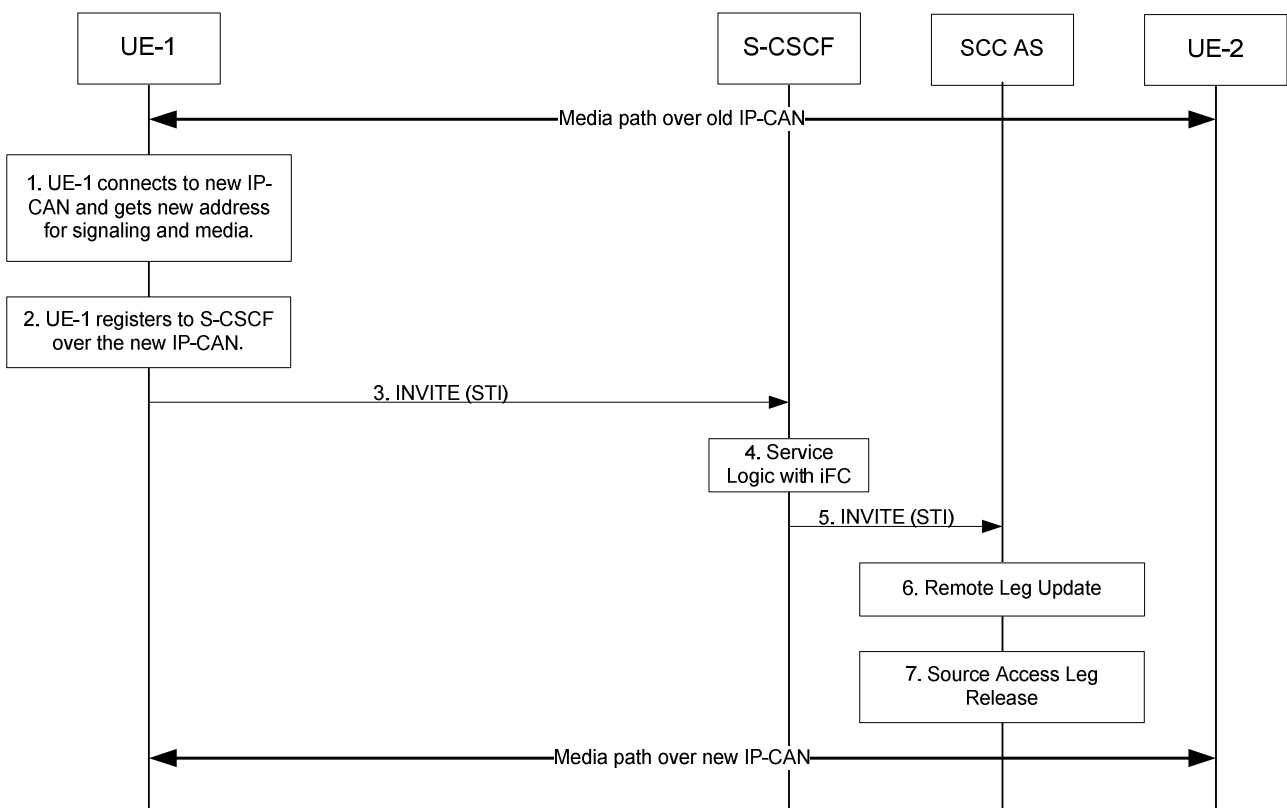 UE-1
S-CSCF
SCC AS
UE-2
Media path over old IP-CAN
1. UE-1 connects to new IP-
CAN and gets new address
for signaling and media.
2. UE-1 registers to S-CSCF
over the new IP-CAN.
3. INVITE (STI)
4. Service
Logic with iFC
5. INVITE (STI)
6. Remote Leg Update
7. Source Access Leg
Release
Media path over new IP-CAN